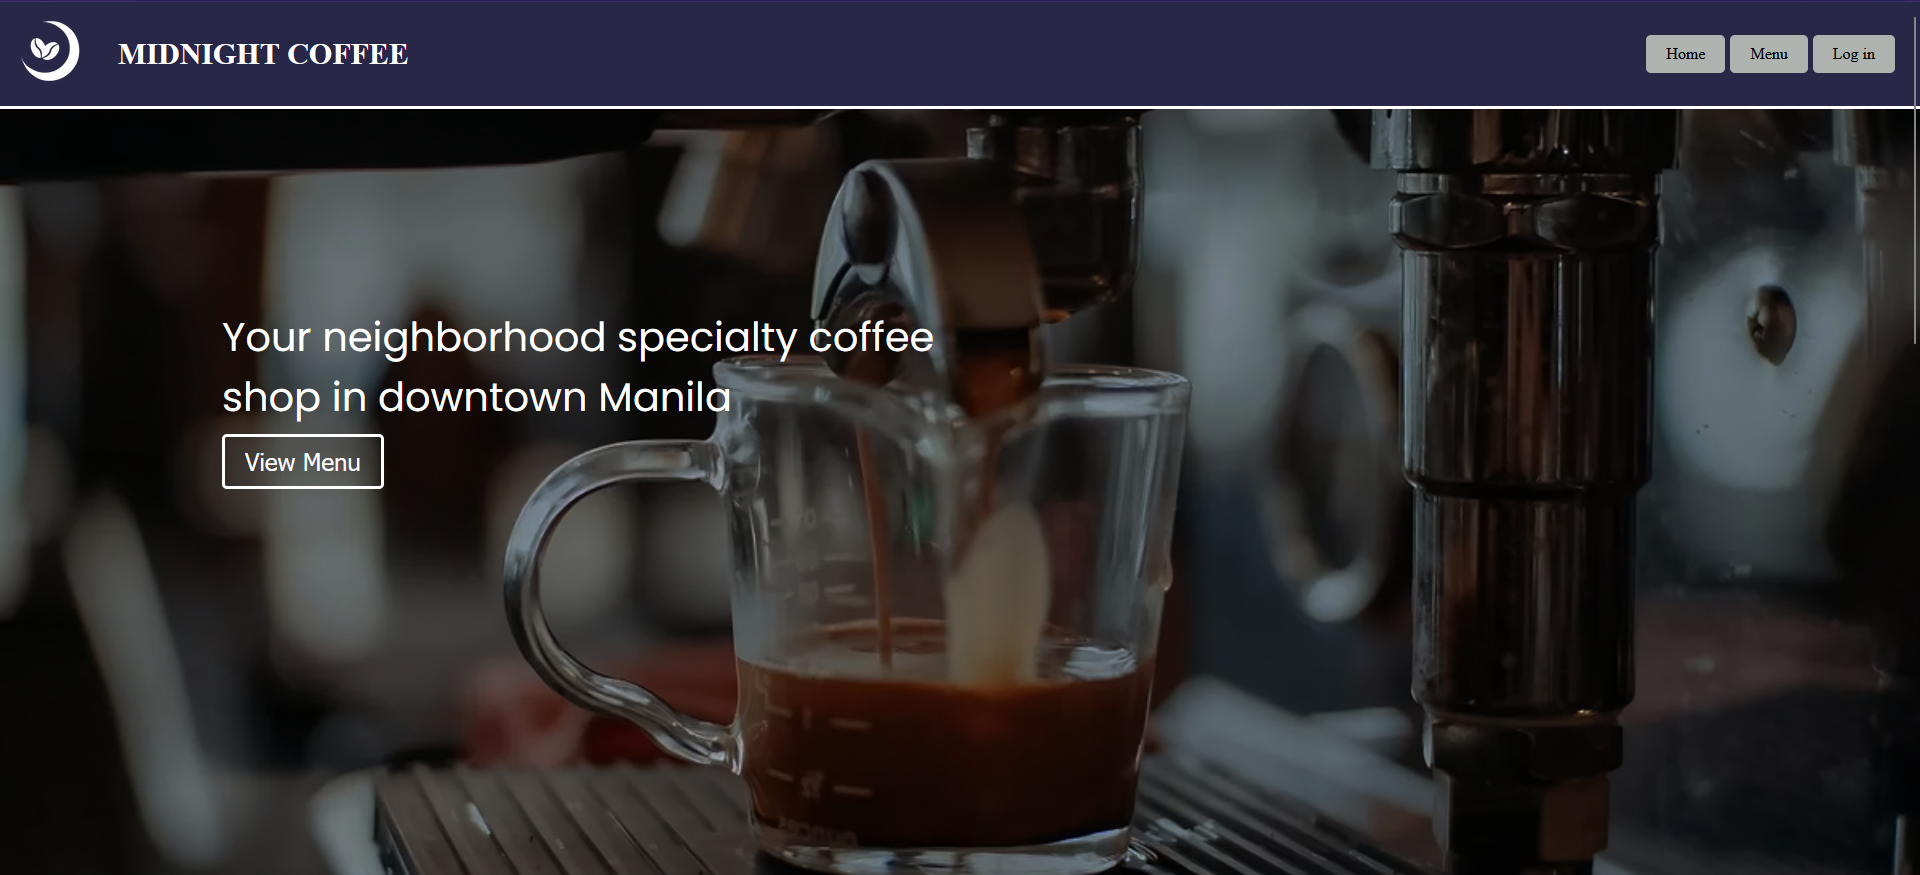 MIDNIGHT COFFEE
Home
Menu
Log in
Your neighborhood specialty coffee
shop in downtown Manila
View Menu